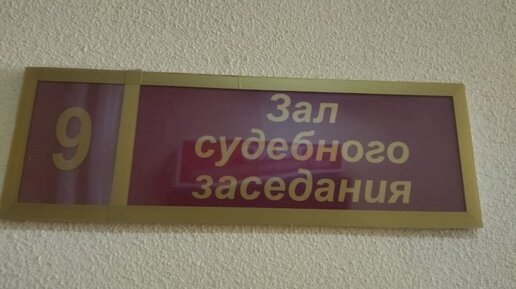 9
Зал
судебного
заседания